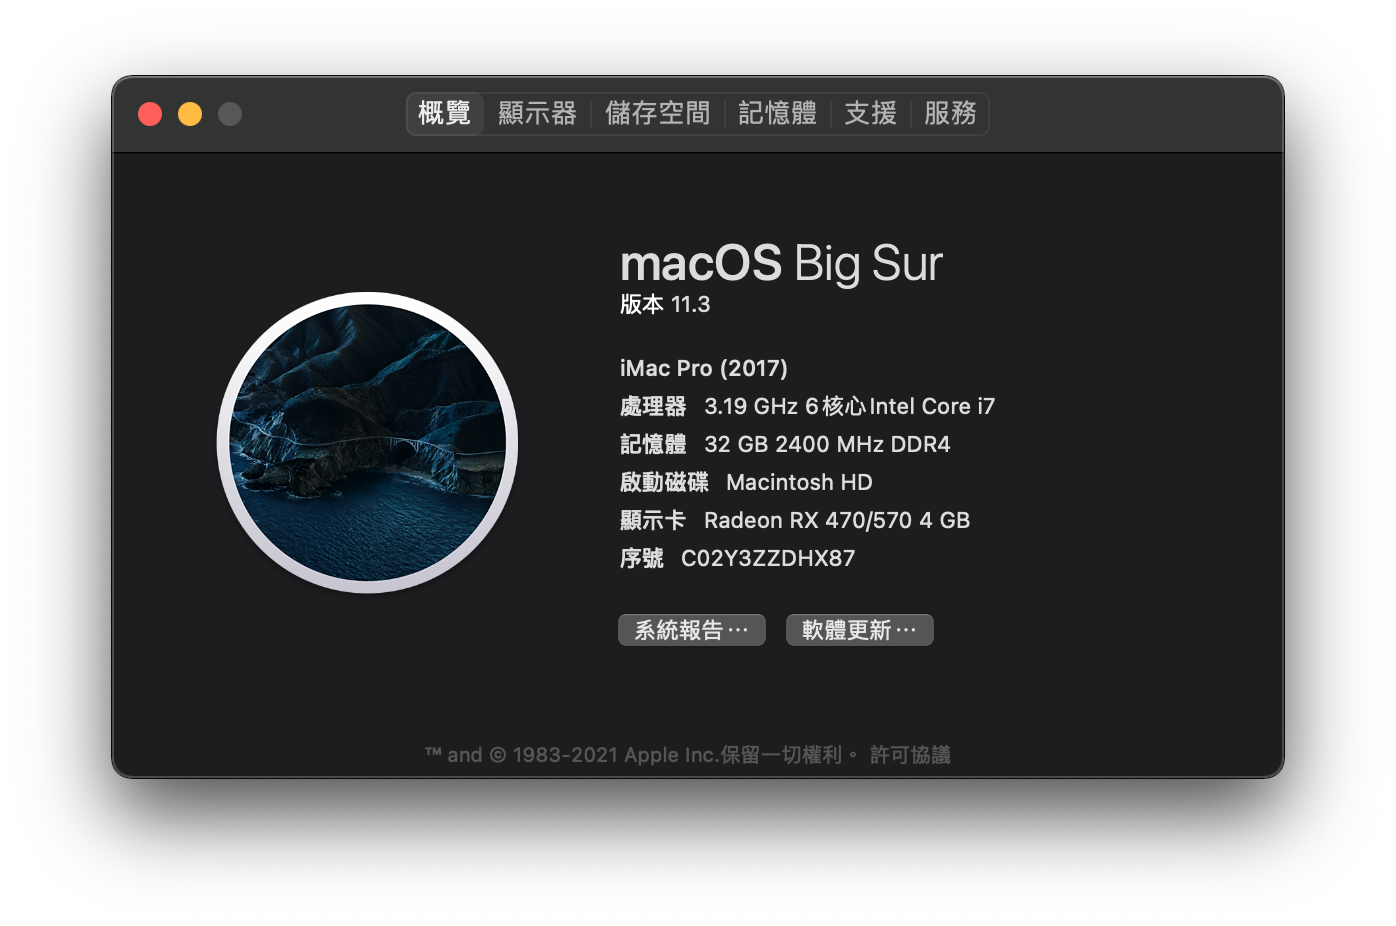 概覽 顯示器 儲存空間 記憶體 支援 服務
macOS Big Sur
版本 11.3
iMac Pro (2017)
處理器 3.19 GHz 6核心Intel Core i7
記憶體 32 GB 2400 MHz DDR4
啟動磁碟 Macintosh HD
顯示卡 Radeon RX 470/570 4 GB
序號 C02Y3ZZDHX87
系統報告⋯ 軟體更新⋯
™ and © 1983-2021 Apple Inc.保留一切權利。 許可協議